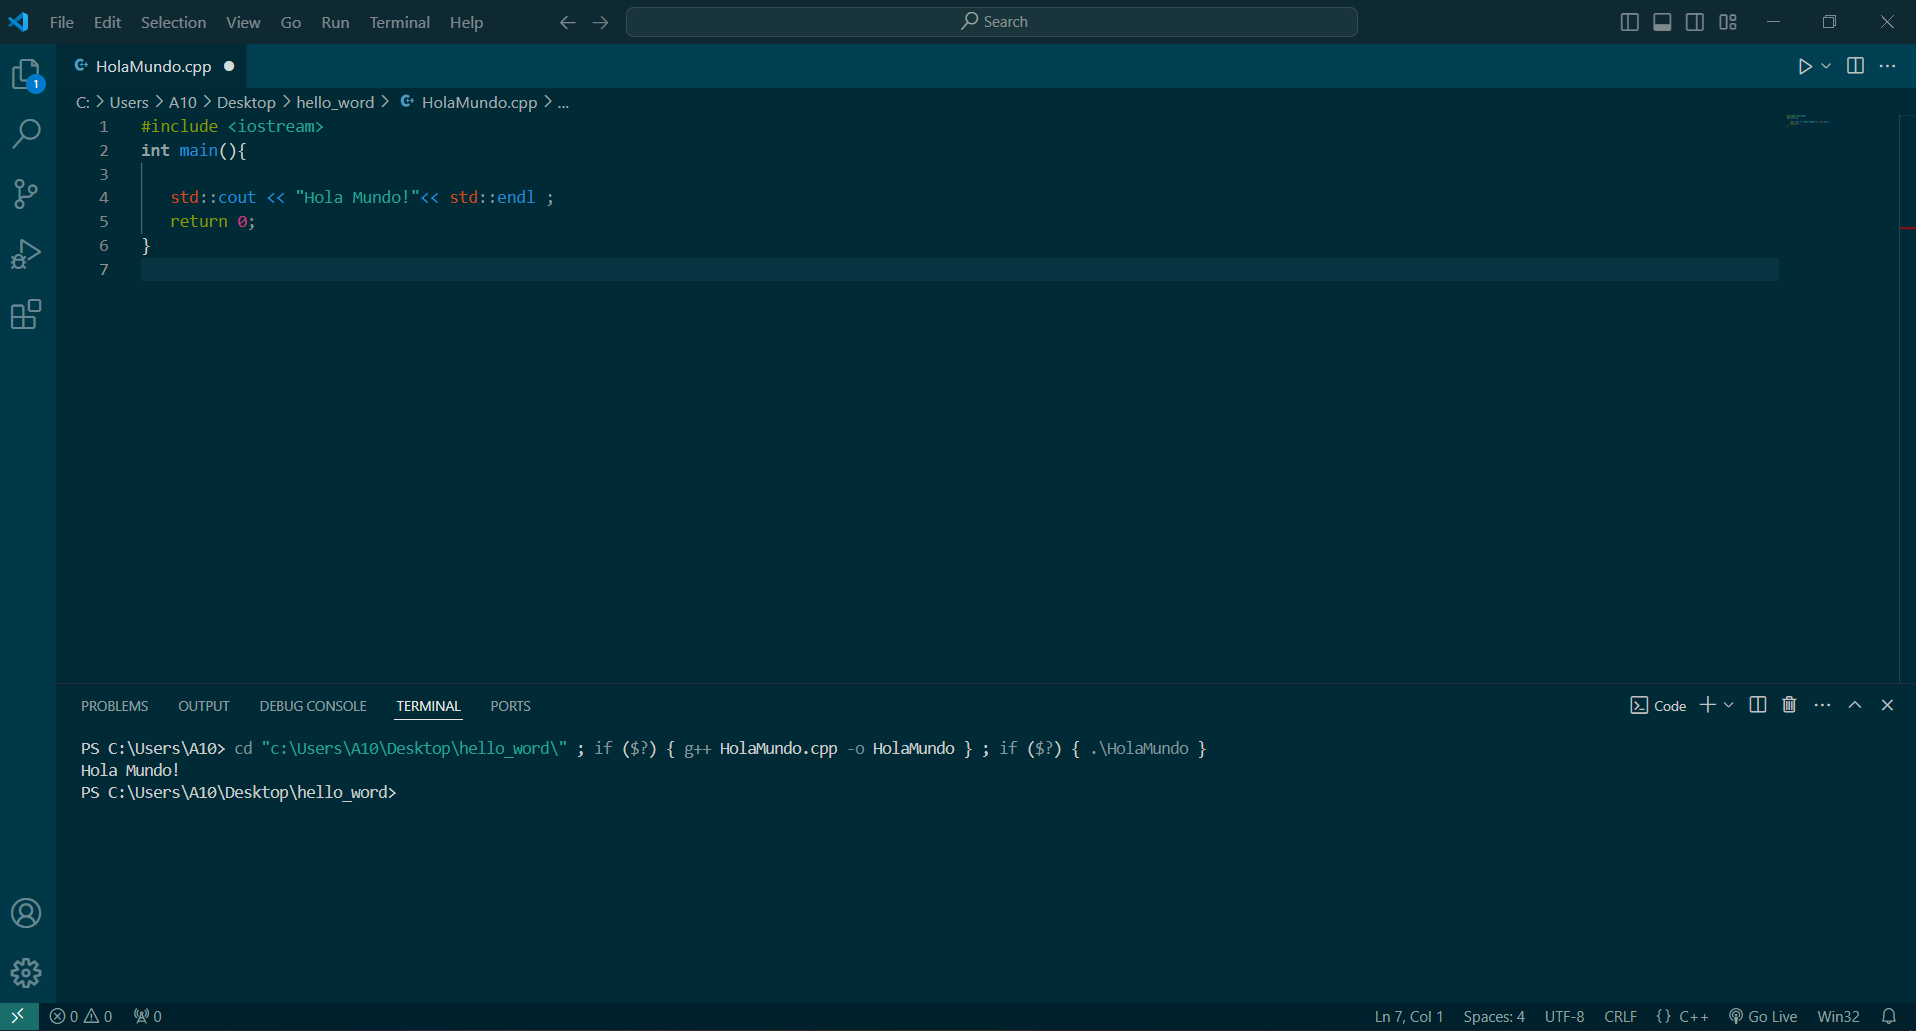 File Edit Selection View Go Run Terminal Help Search
HolaMundo.cpp
1
C: > Users > A10 > Desktop > hello_word > HolaMundo.cpp > ...
1 #include <iostream>
2 int main(){
3
4 std::cout << "Hola Mundo!"<< std::endl ;
5 return 0;
6 }
7
PROBLEMS OUTPUT DEBUG CONSOLE TERMINAL PORTS Code
PS C:\Users\A10> cd "c:\Users\A10\Desktop\hello_word\" ; if ($?) { g++ HolaMundo.cpp -o HolaMundo } ; if ($?) { .\HolaMundo }
Hola Mundo!
PS C:\Users\A10\Desktop\hello_word>
0 0 0 Ln 7, Col 1 Spaces: 4 UTF-8 CRLF {} C++ Go Live Win32